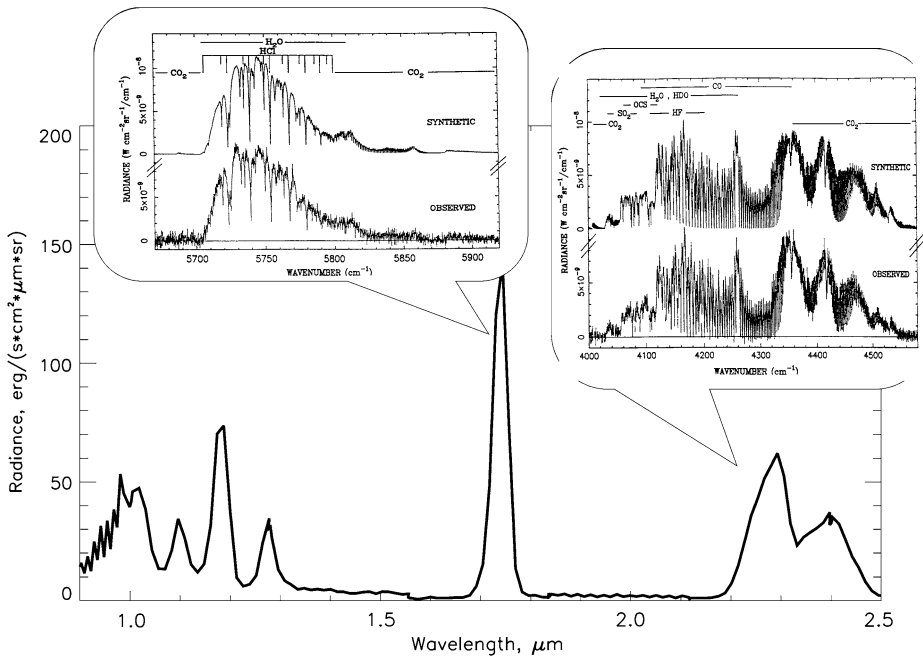 H₂O
HCl
CO₂ CO₂
10⁻⁸
5×10⁻⁹
0
SYNTHETIC
5×10⁻⁹
0
OBSERVED
RADIANCE (W cm⁻²sr⁻¹/cm⁻¹)
5700 5750 5800 5850 5900
WAVENUMBER (cm⁻¹)
CO
H₂O , HDO
OCS
SO₂ HF
CO₂ CO₂
10⁻⁸
5×10⁻⁹
0
SYNTHETIC
5×10⁻⁹
0
OBSERVED
RADIANCE (W cm⁻²sr⁻¹/cm⁻¹)
4000 4100 4200 4300 4400 4500
WAVENUMBER (cm⁻¹)
200
150
100
50
0
Radiance, erg/(s*cm²*μm*sr)
1.0 1.5 2.0 2.5
Wavelength, μm